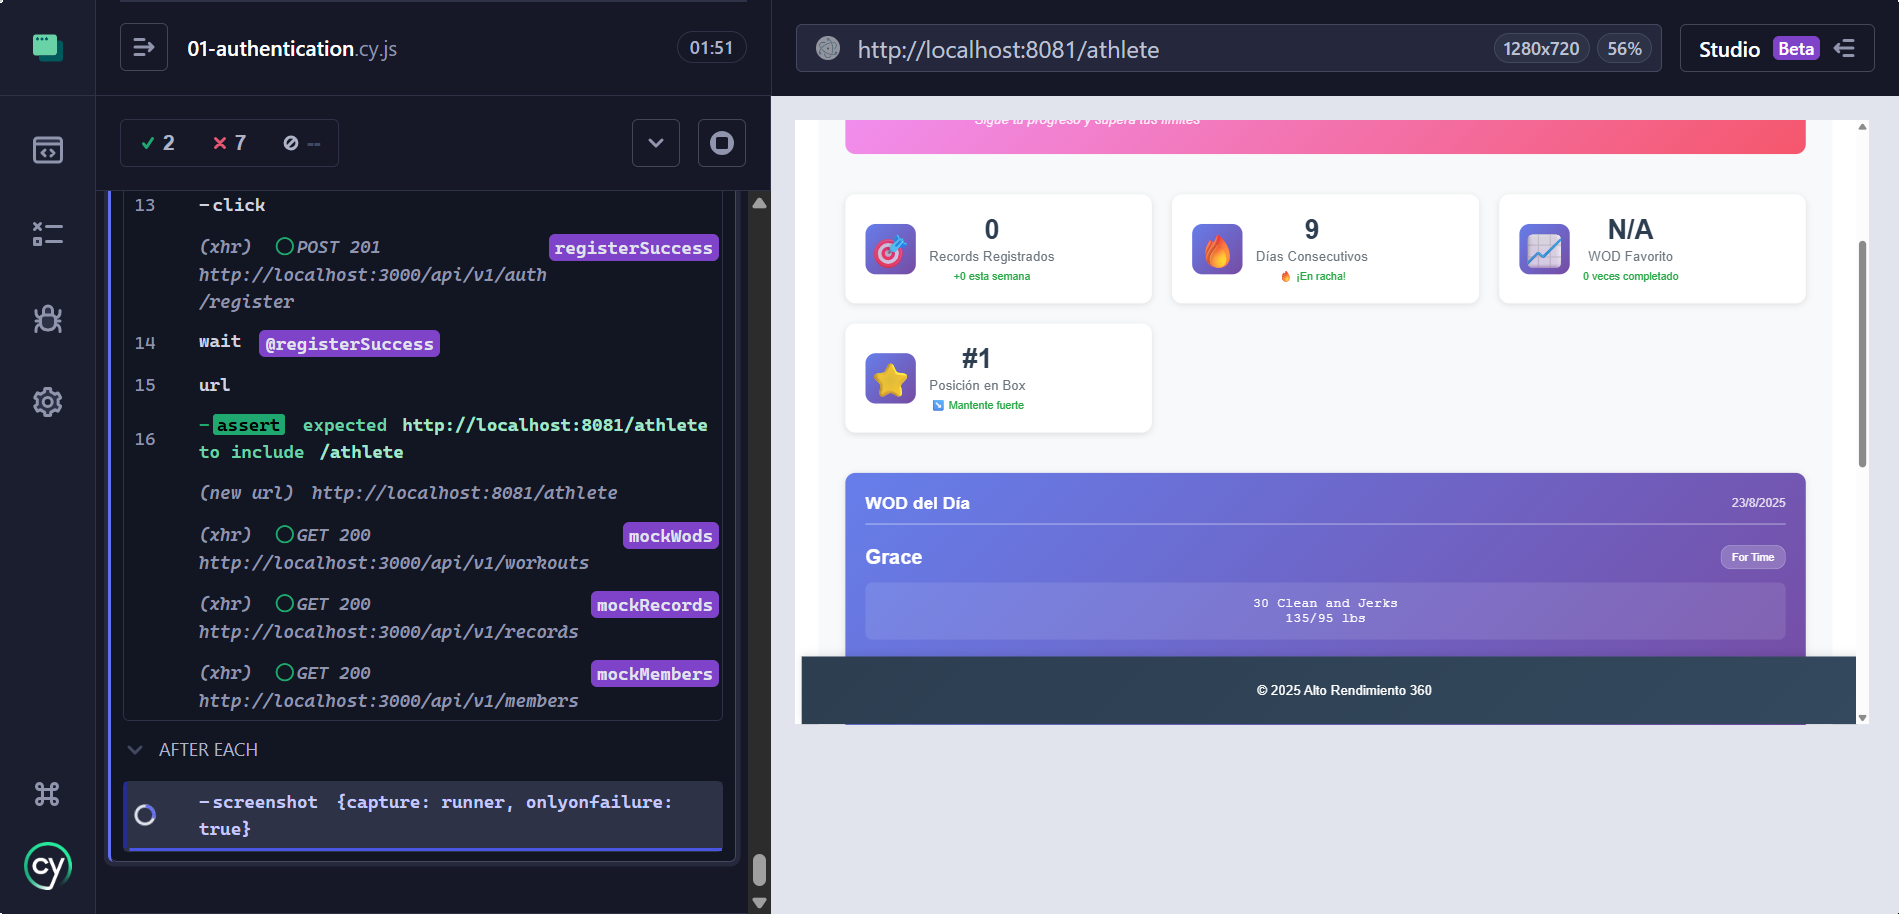 01-authentication.cy.js
01:51
2
7
--
13
-click
(xhr) POST 201
registerSuccess
http://localhost:3000/api/v1/auth
/register
14
wait @registerSuccess
15
url
16
-assert expected http://localhost:8081/athlete
to include /athlete
(new url) http://localhost:8081/athlete
(xhr) GET 200
mockWods
http://localhost:3000/api/v1/workouts
(xhr) GET 200
mockRecords
http://localhost:3000/api/v1/records
(xhr) GET 200
mockMembers
http://localhost:3000/api/v1/members
AFTER EACH
-screenshot {capture: runner, onlyonfailure:
true}
cy
http://localhost:8081/athlete
1280x720
56%
Studio
Beta
Sigue tu progreso y supera tus límites
0
Records Registrados
+0 esta semana
9
Días Consecutivos
🔥 ¡En racha!
N/A
WOD Favorito
0 veces completado
#1
Posición en Box
↘️ Mantente fuerte
WOD del Día
23/8/2025
Grace
For Time
30 Clean and Jerks
135/95 lbs
© 2025 Alto Rendimiento 360